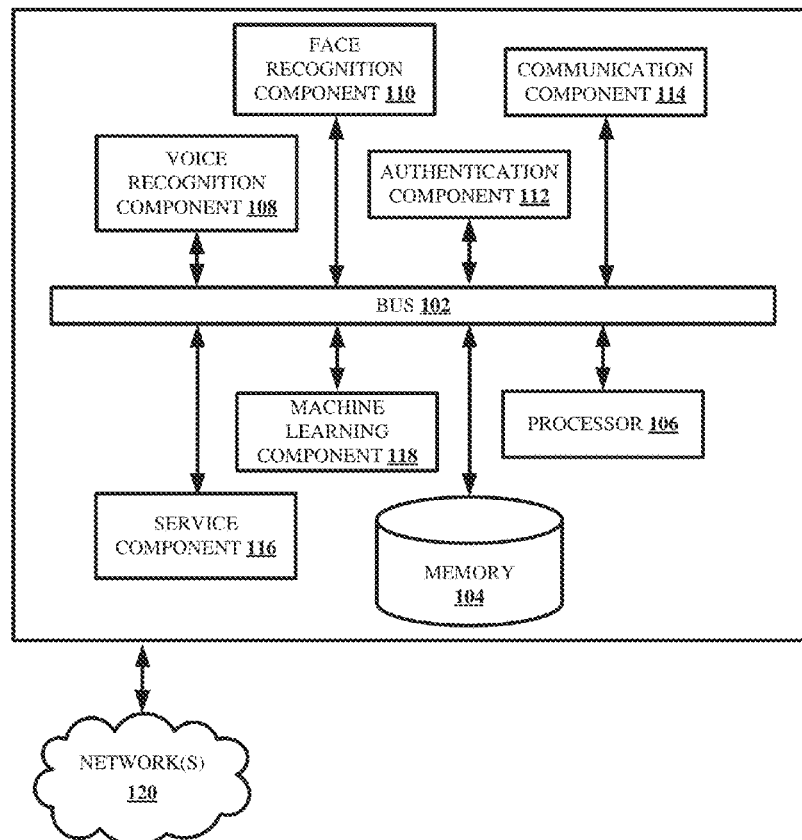 FACE
RECOGNITION
COMPONENT 110
COMMUNICATION
COMPONENT 114
VOICE
RECOGNITION
COMPONENT 108
AUTHENTICATION
COMPONENT 112
BUS 102
MACHINE
LEARNING
COMPONENT 118
PROCESSOR 106
SERVICE
COMPONENT 116
MEMORY
104
NETWORK(S)
120